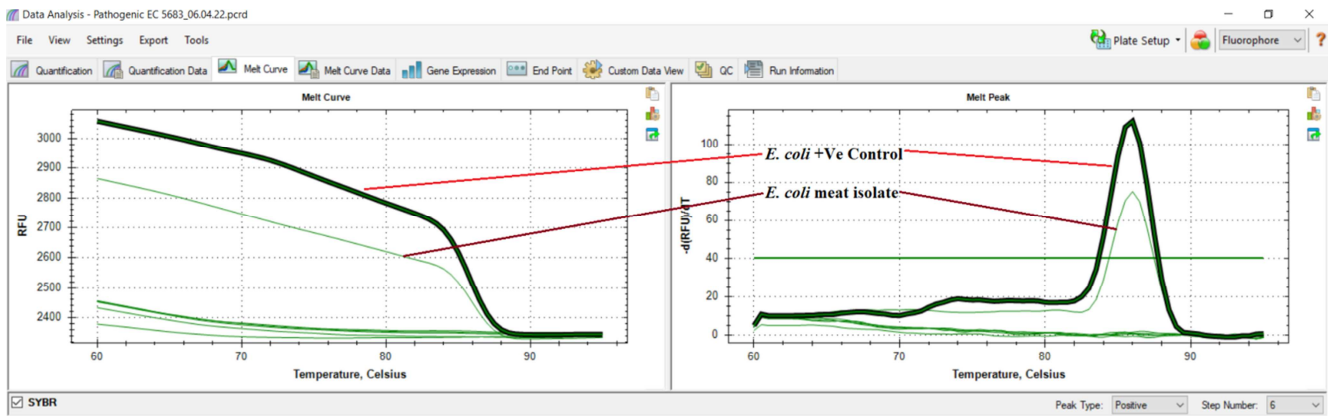 Data Analysis - Pathogenic EC 5683_06.04.22.pcrd
File View Settings Export Tools
Plate Setup Fluorophore ?
Quantification Quantification Data Melt Curve Melt Curve Data Gene Expression End Point Custom Data View QC Run Information
Melt Curve
3000
2900
2800
2700
2600
2500
2400
RFU
60 70 80 90
Temperature, Celsius
E. coli +Ve Control
E. coli meat isolate
Melt Peak
100
80
60
40
20
0
-d(RFU)/dT
60 70 80 90
Temperature, Celsius
SYBR
Peak Type: Positive Step Number: 6